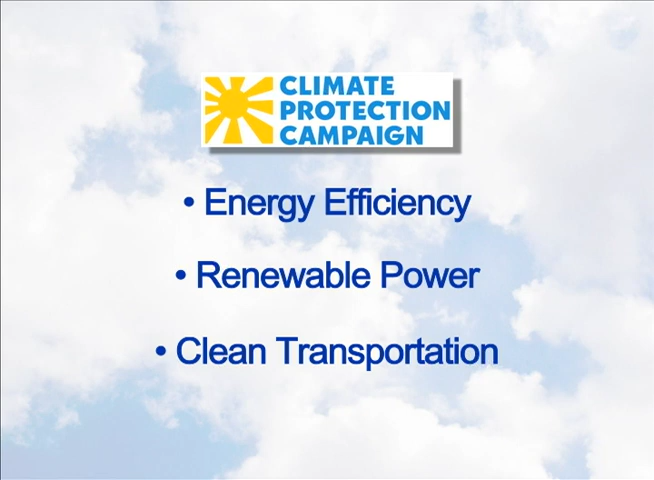 CLIMATE
PROTECTION
CAMPAIGN
• Energy Efficiency
• Renewable Power
• Clean Transportation